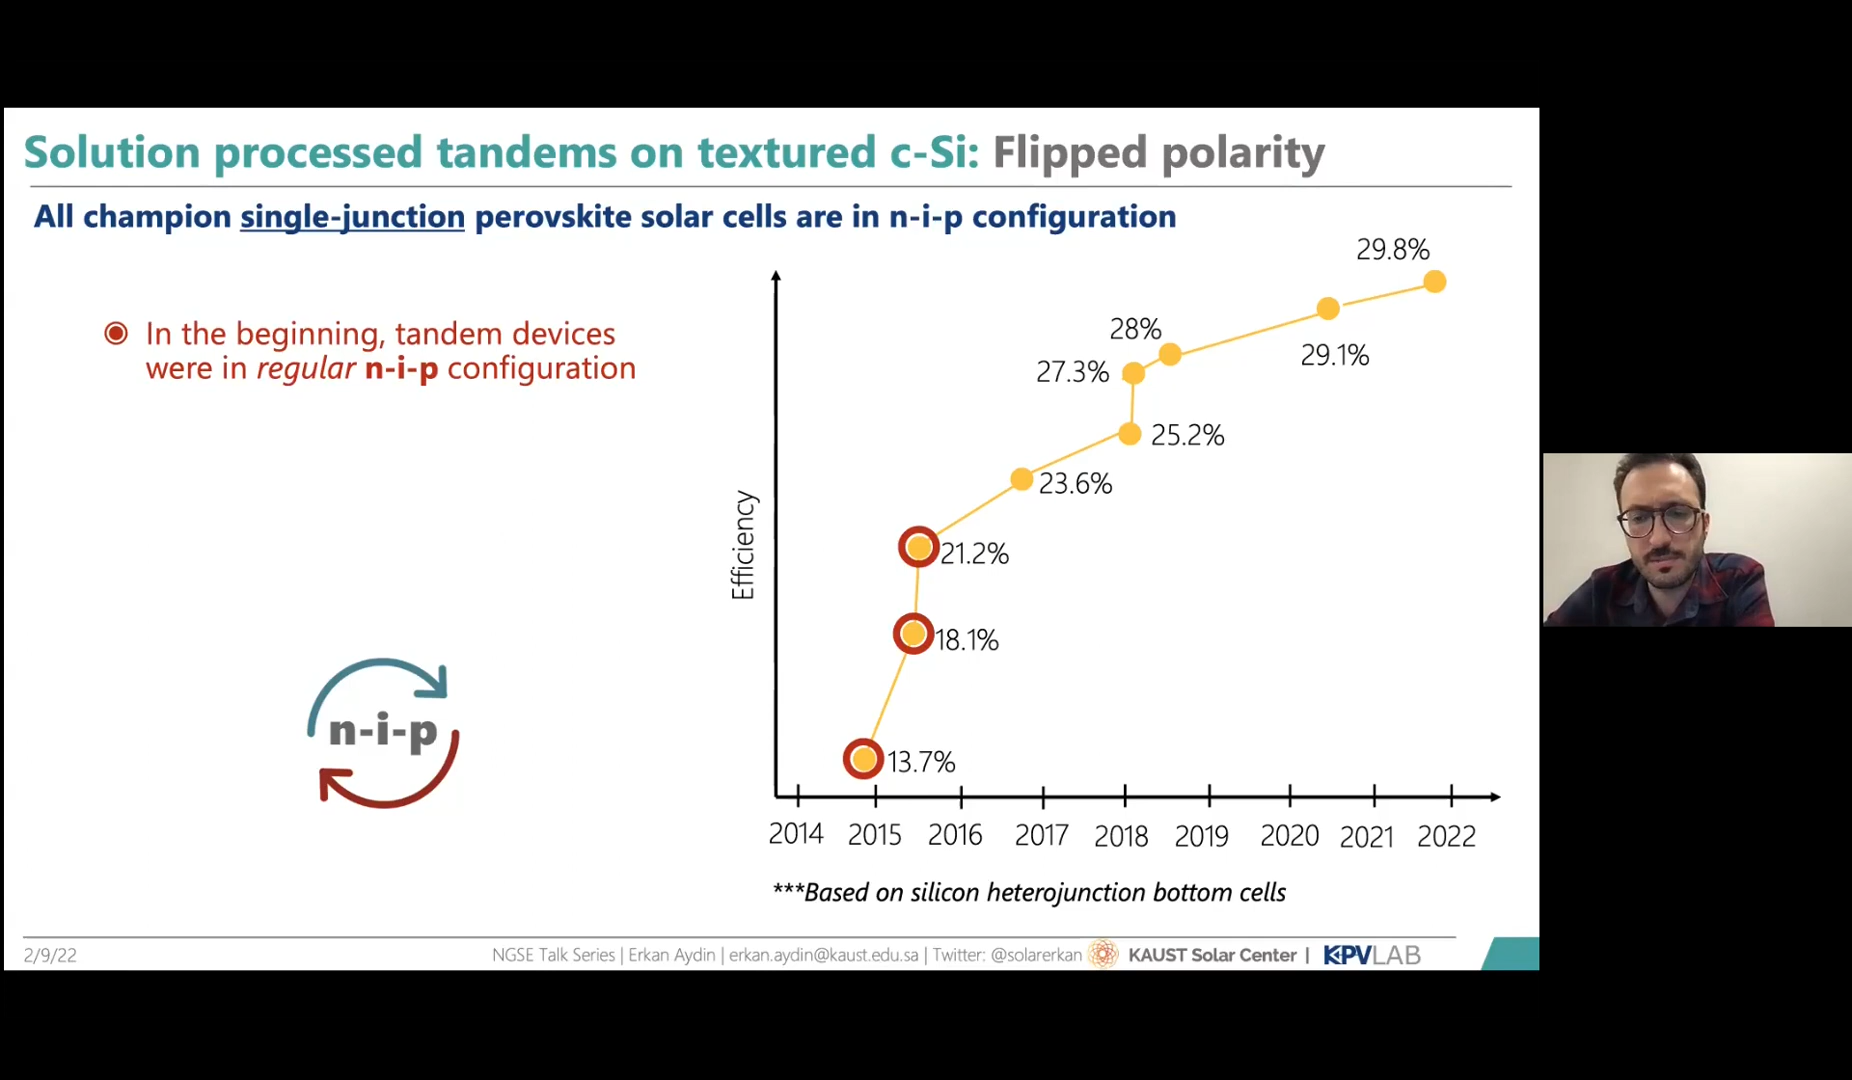 Solution processed tandems on textured c-Si: Flipped polarity
All champion single-junction perovskite solar cells are in n-i-p configuration
In the beginning, tandem devices
were in regular n-i-p configuration
n-i-p
Efficiency
29.8%
28%
29.1%
27.3%
25.2%
23.6%
21.2%
18.1%
13.7%
2014 2015 2016 2017 2018 2019 2020 2021 2022
***Based on silicon heterojunction bottom cells
2/9/22 NGSE Talk Series | Erkan Aydin | erkan.aydin@kaust.edu.sa | Twitter: @solarerkan KAUST Solar Center | KPVLAB